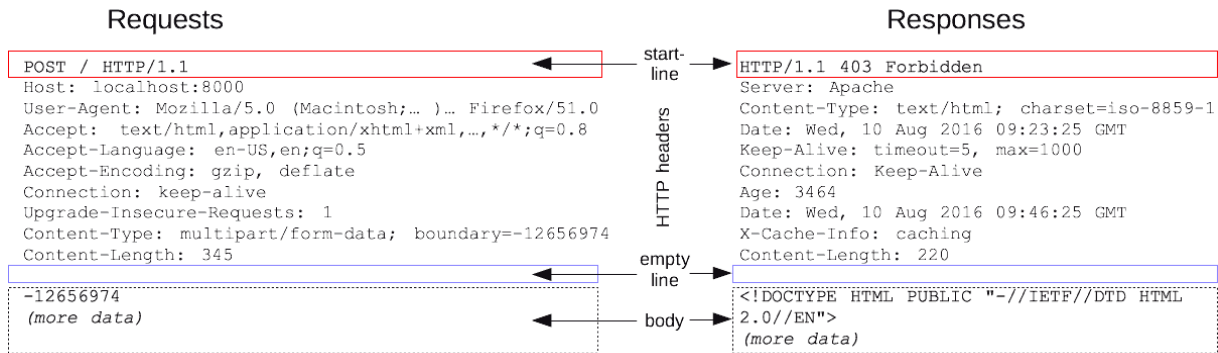 Requests
POST / HTTP/1.1
Host: localhost:8000
User-Agent: Mozilla/5.0 (Macintosh;… )… Firefox/51.0
Accept: text/html,application/xhtml+xml,…,*/*;q=0.8
Accept-Language: en-US,en;q=0.5
Accept-Encoding: gzip, deflate
Connection: keep-alive
Upgrade-Insecure-Requests: 1
Content-Type: multipart/form-data; boundary=-12656974
Content-Length: 345
-12656974
(more data)
start-
line
HTTP headers
empty
line
body
Responses
HTTP/1.1 403 Forbidden
Server: Apache
Content-Type: text/html; charset=iso-8859-1
Date: Wed, 10 Aug 2016 09:23:25 GMT
Keep-Alive: timeout=5, max=1000
Connection: Keep-Alive
Age: 3464
Date: Wed, 10 Aug 2016 09:46:25 GMT
X-Cache-Info: caching
Content-Length: 220
<!DOCTYPE HTML PUBLIC "-//IETF//DTD HTML
2.0//EN">
(more data)